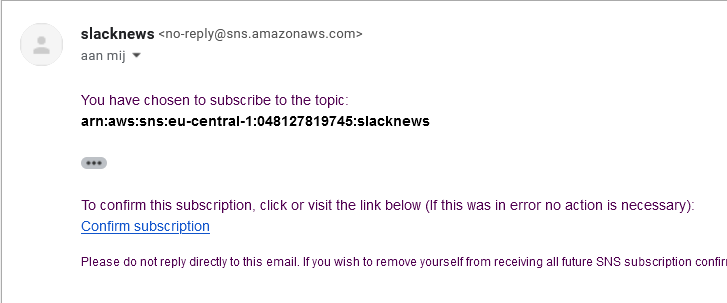 slacknews <no-reply@sns.amazonaws.com>
aan mij
You have chosen to subscribe to the topic:
arn:aws:sns:eu-central-1:048127819745:slacknews
To confirm this subscription, click or visit the link below (If this was in error no action is necessary):
Confirm subscription
Please do not reply directly to this email. If you wish to remove yourself from receiving all future SNS subscription confir